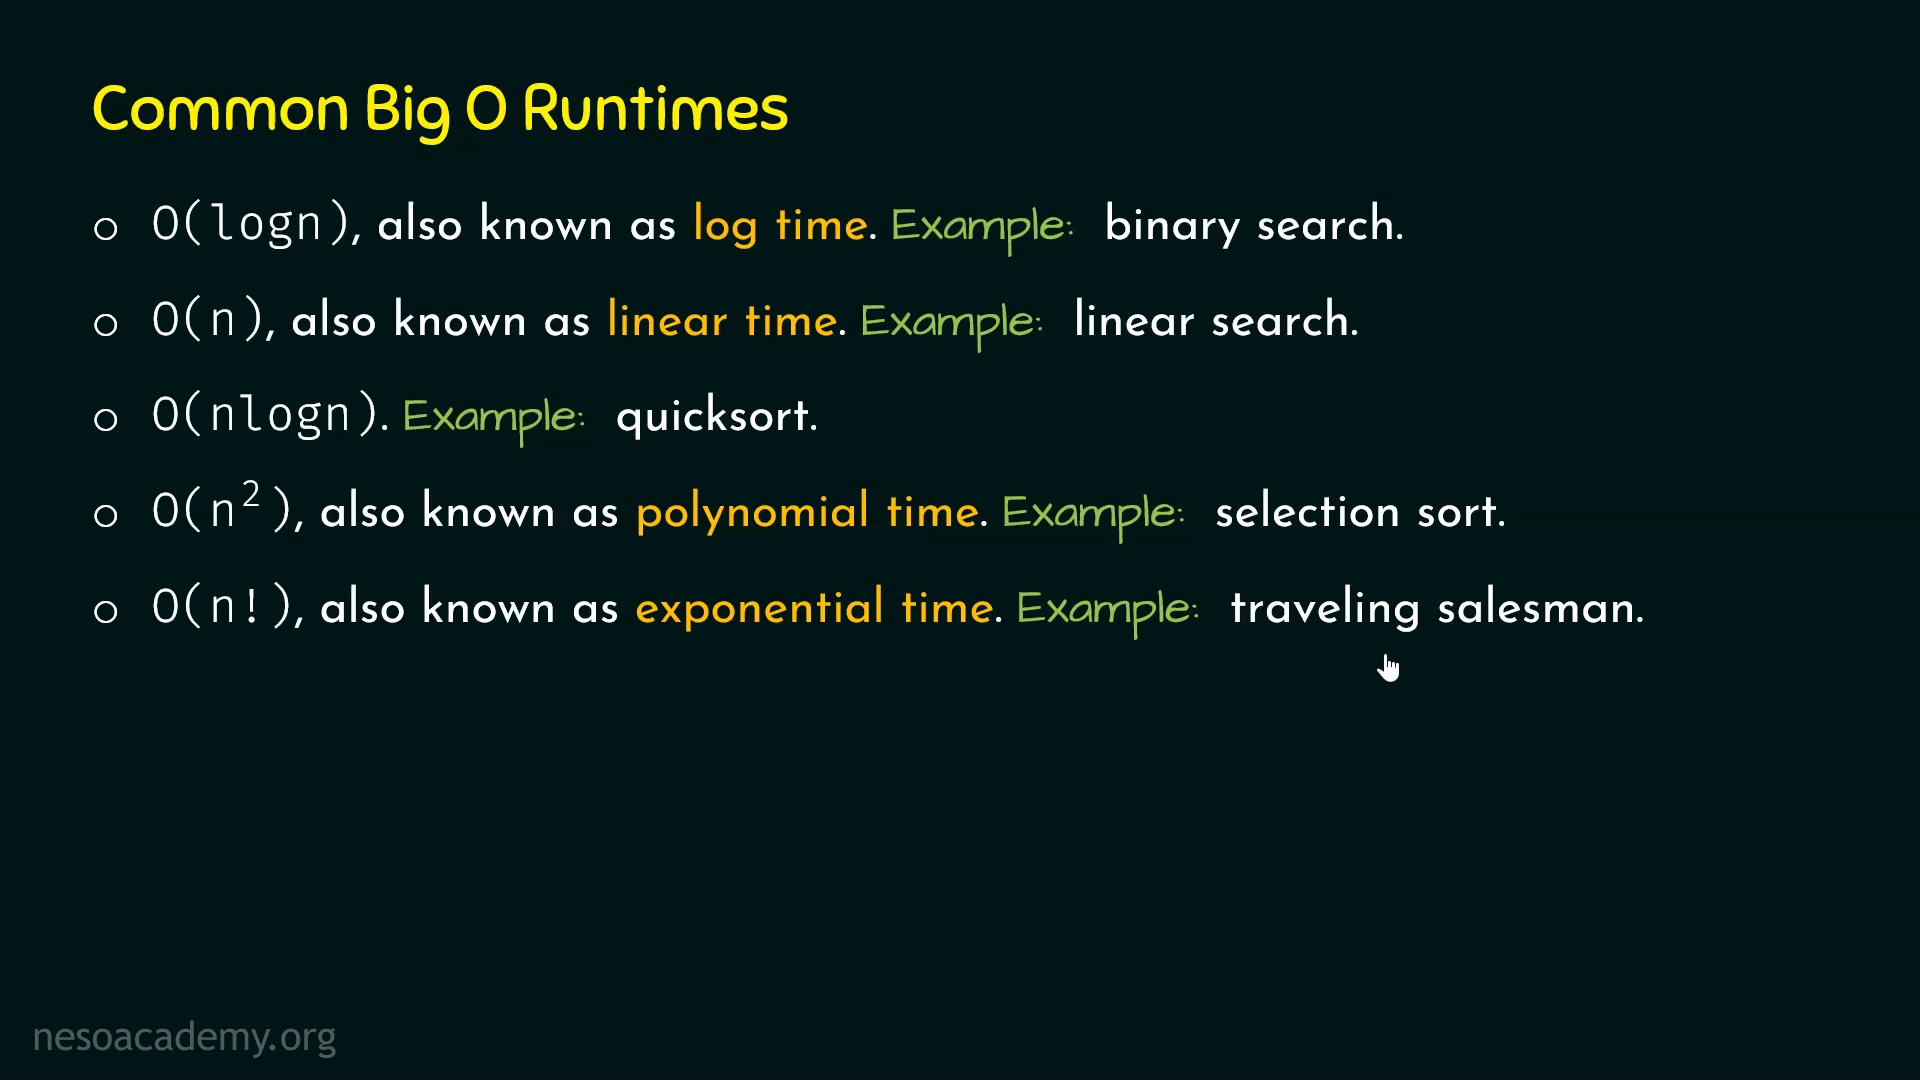 Common Big O Runtimes
O(logn), also known as log time. Example: binary search.
O(n), also known as linear time. Example: linear search.
O(nlogn). Example: quicksort.
O(n²), also known as polynomial time. Example: selection sort.
O(n!), also known as exponential time. Example: traveling salesman.
nesoacademy.org